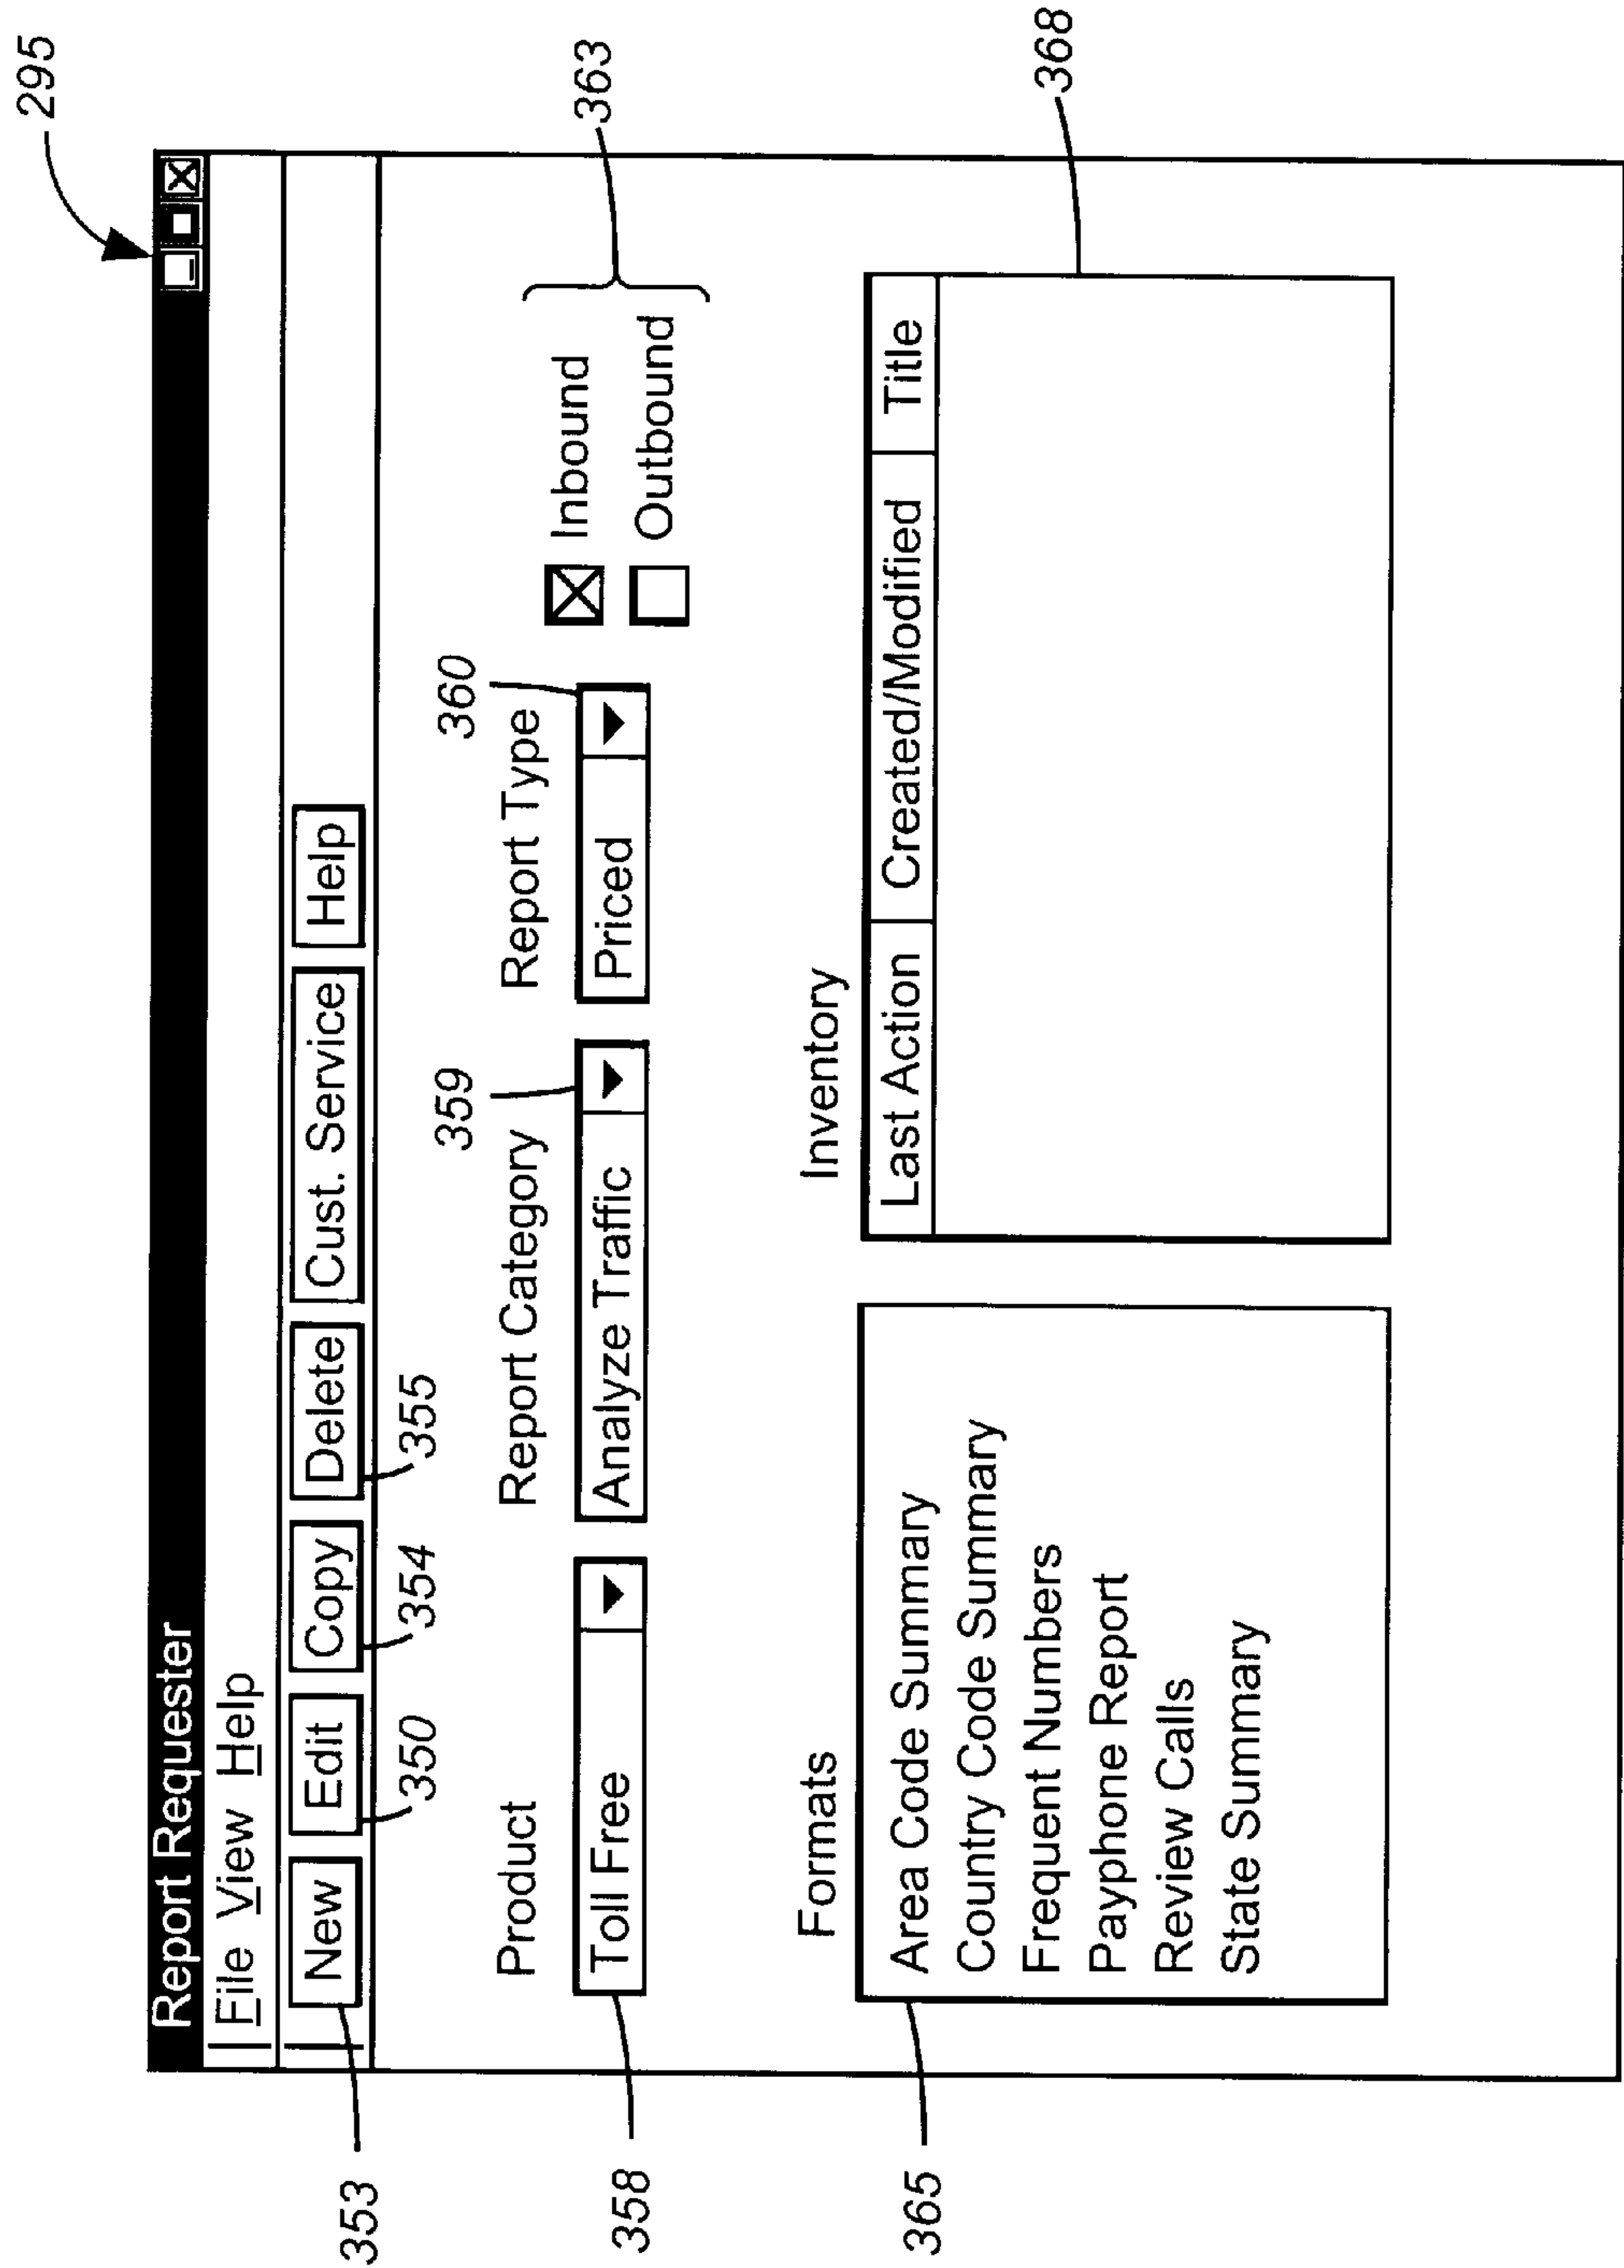 295
Report Requester
File View Help
New Edit Copy Delete Cust. Service Help
353
350 354 355
359 360
Product Report Category Report Type
Toll Free Analyze Traffic Priced
Inbound
Outbound
363
358
Formats Inventory
Area Code Summary
Country Code Summary
Frequent Numbers
Payphone Report
Review Calls
State Summary
Last Action Created/Modified Title
365
368